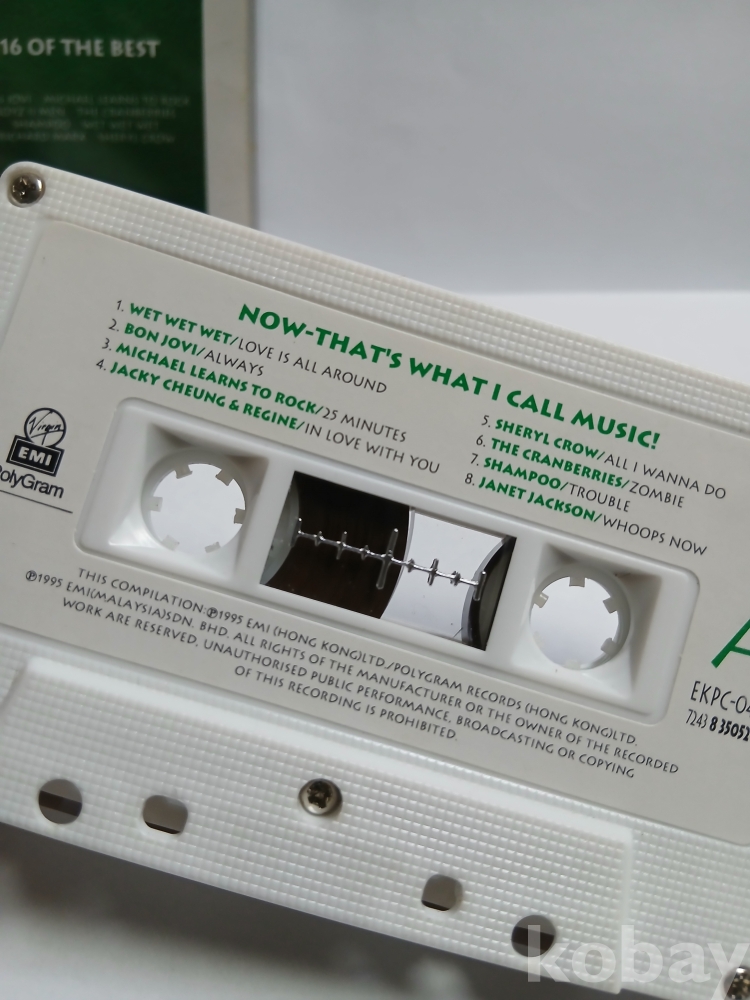 16 OF THE BEST
NOW-THAT'S WHAT I CALL MUSIC!
1. WET WET WET/LOVE IS ALL AROUND
2. BON JOVI/ALWAYS
3. MICHAEL LEARNS TO ROCK/25 MINUTES
4. JACKY CHEUNG & REGINE/IN LOVE WITH YOU
5. SHERYL CROW/ALL I WANNA DO
6. THE CRANBERRIES/ZOMBIE
7. SHAMPOO/TROUBLE
8. JANET JACKSON/WHOOPS NOW
Virgin
EMI
PolyGram
THIS COMPILATION:℗1995 EMI (HONG KONG)LTD./POLYGRAM RECORDS (HONG KONG)LTD.
℗1995 EMI(MALAYSIA)SDN. BHD. ALL RIGHTS OF THE MANUFACTURER OR THE OWNER OF THE RECORDED
WORK ARE RESERVED. UNAUTHORISED PUBLIC PERFORMANCE, BROADCASTING OR COPYING
OF THIS RECORDING IS PROHIBITED.
A
EKPC-04
7243 8 35052
kobay